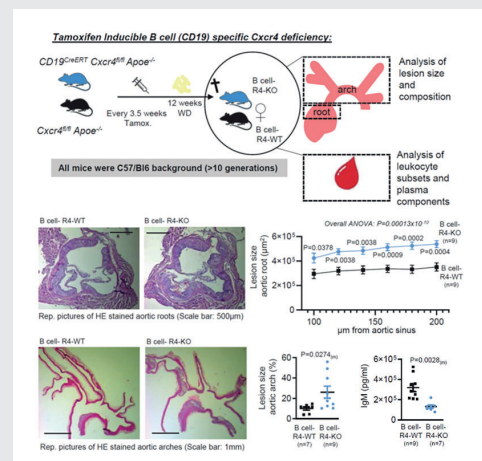 Tamoxifen Inducible B cell (CD19) specific Cxcr4 deficiency:
CD19CreERT Cxcr4fl/fl Apoe-/-
Cxcr4fl/fl Apoe-/-
Every 3.5 weeks
Tamox.
12 weeks
WD
B cell-
R4-KO
B cell-
R4-WT
arch
root
Analysis of
lesion size
and
composition
Analysis of
leukocyte
subsets and
plasma
components
All mice were C57/Bl6 background (>10 generations)
B cell- R4-WT
B cell-R4-KO
Rep. pictures of HE stained aortic roots (Scale bar: 500µm)
Lesion size
aortic root (µm²)
6×10⁵
4×10⁵
2×10⁵
0
Overall ANOVA:
P=0.0378
P=0.0038
P=0.0038
P=0.0009
P=0.0002
P=0.0004
B cell-
R4-KO
(n=9)
B cell-
R4-WT
(n=9)
100
120
140
160
180
200
µm from aortic sinus
B cell- R4-WT
B cell-R4-KO
Rep. pictures of HE stained aortic arches (Scale bar: 1mm)
Lesion size
aortic arch (%)
60
40
20
0
P=0.0274
B cell-
R4-WT
(n=7)
B cell-
R4-KO
(n=9)
IgM (pg/ml)
6×10⁵
4×10⁵
2×10⁵
0
P=0.0028
B cell-
R4-WT
(n=9)
B cell-
R4-KO
(n=7)